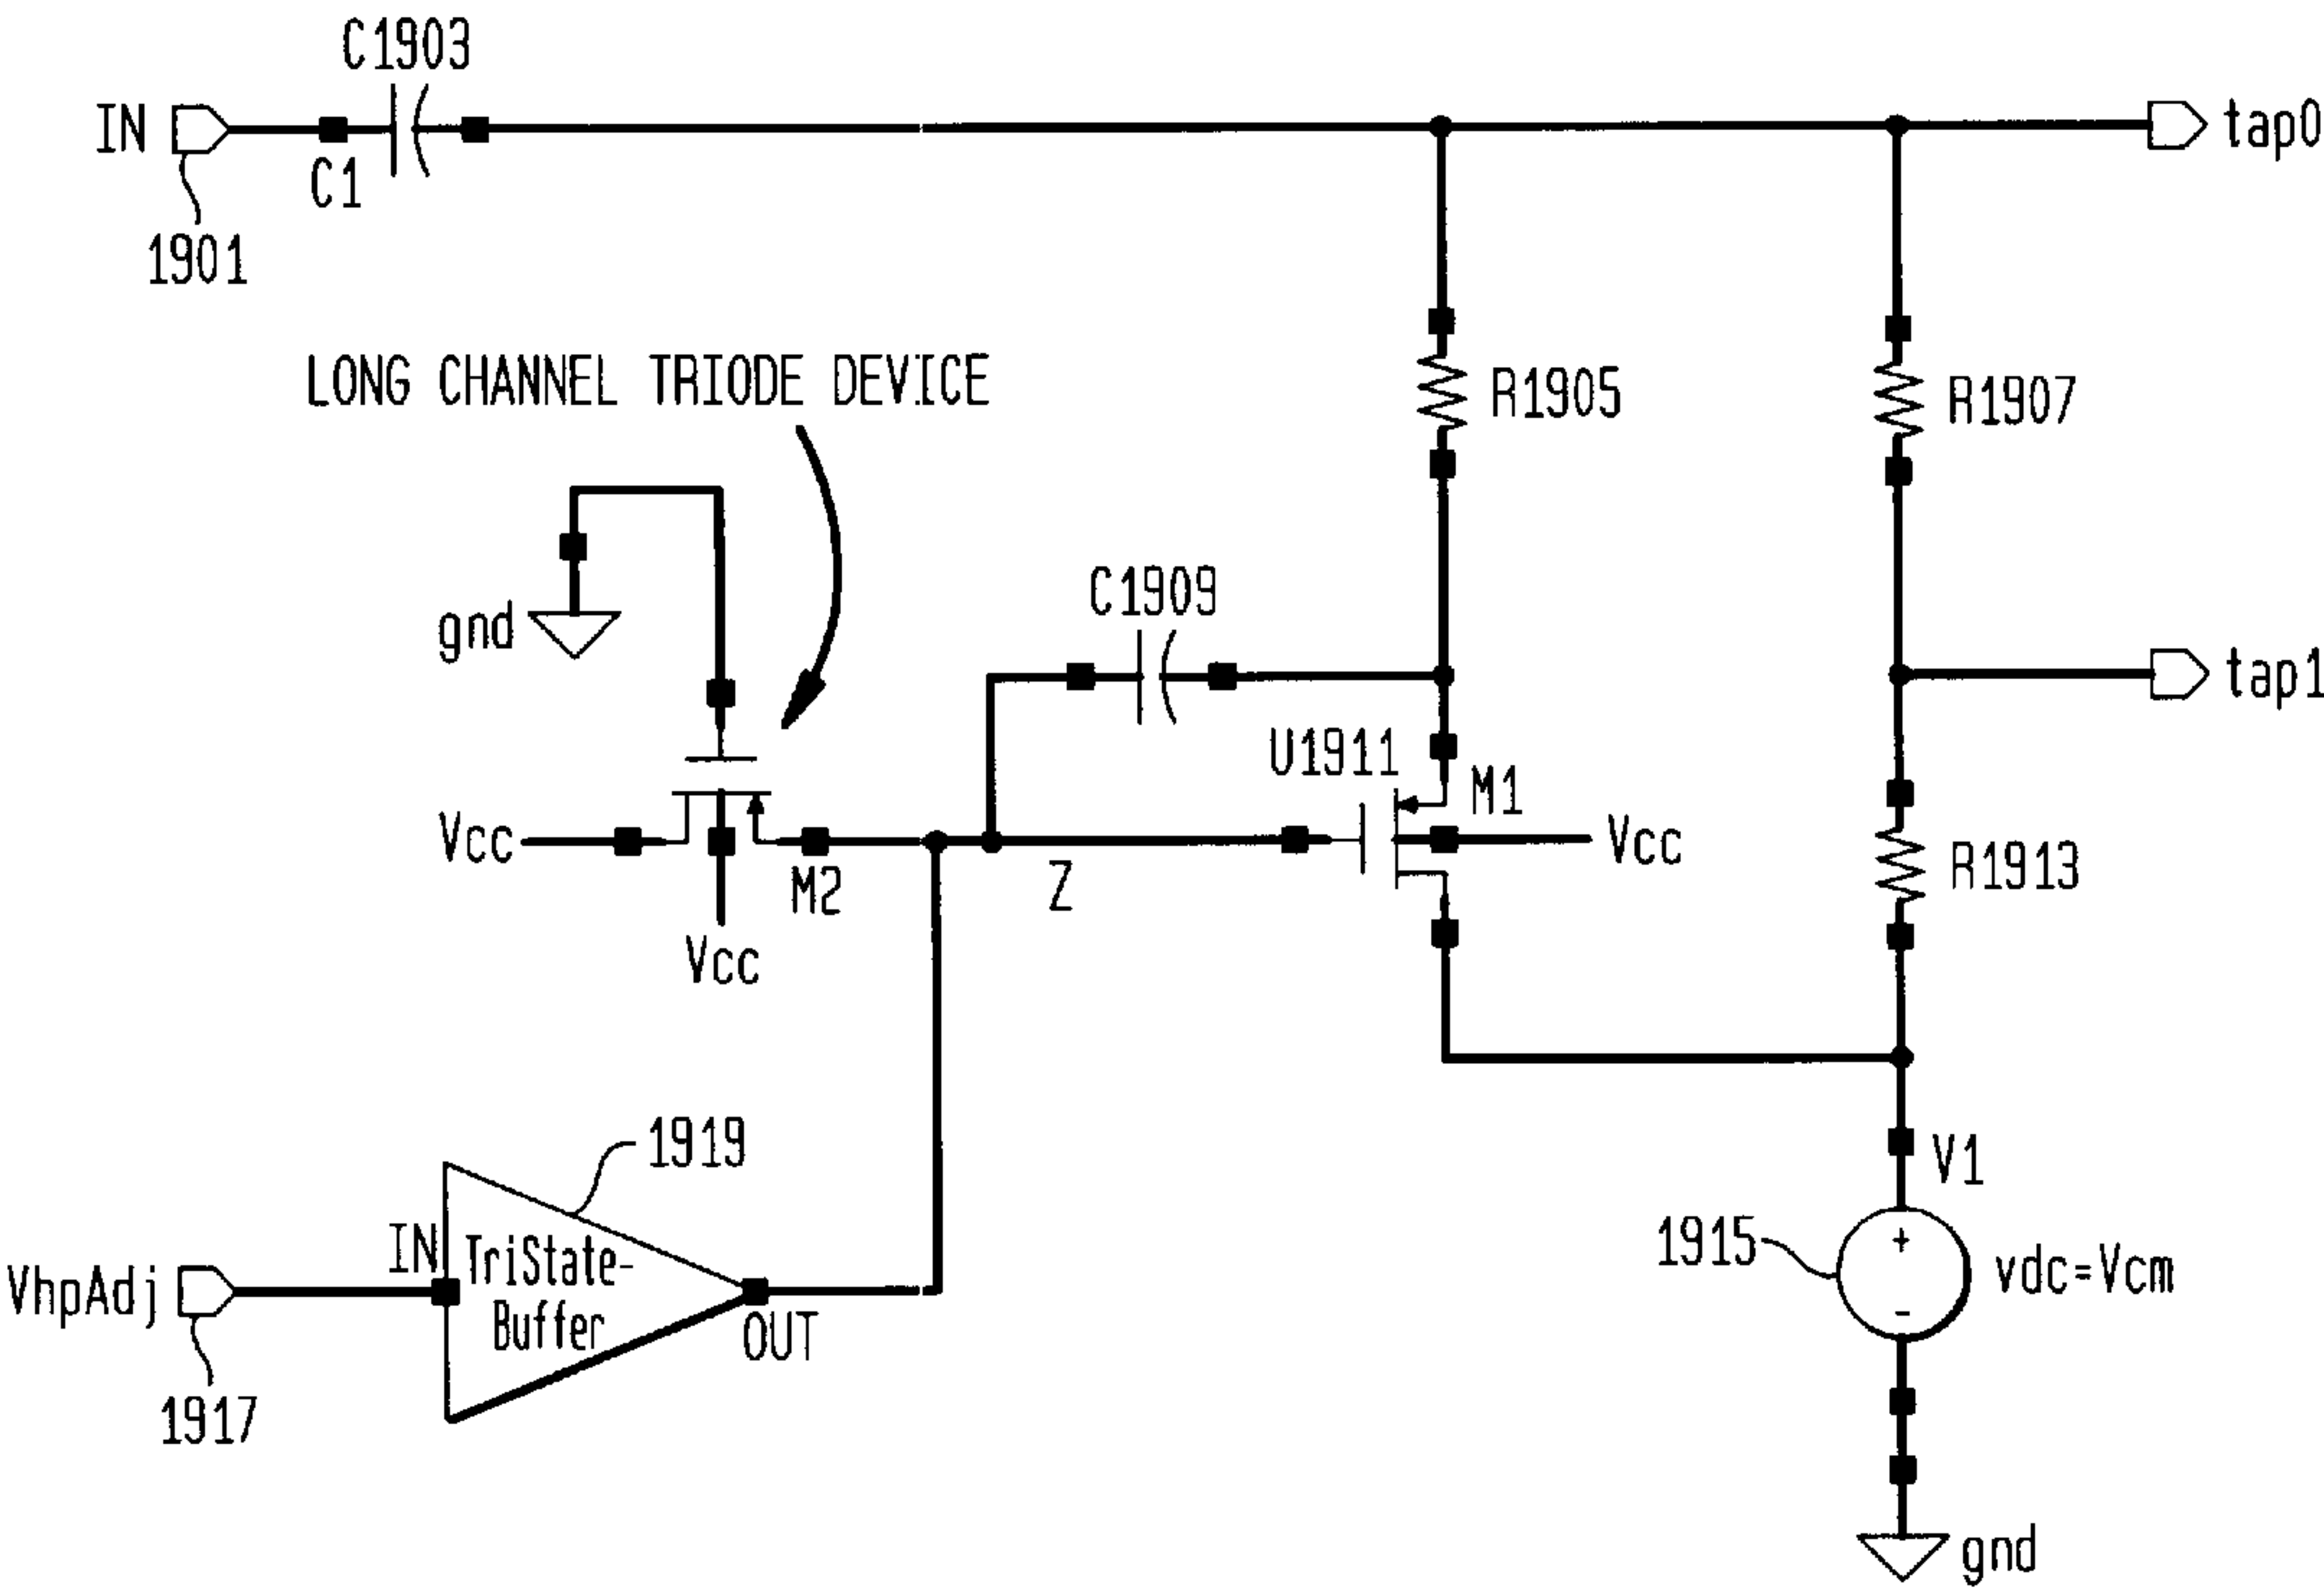 C1903
IN
tap0
C1
1901
LONG CHANNEL TRIODE DEVICE
R1905
R1907
C1909
gnd
tap1
U1911
M1
Vcc
Vcc
R1913
M2
Z
Vcc
1919
V1
IN
TriState-
Buffer
1915
vdc=Vcm
+
-
VhpAdj
OUT
1917
gnd